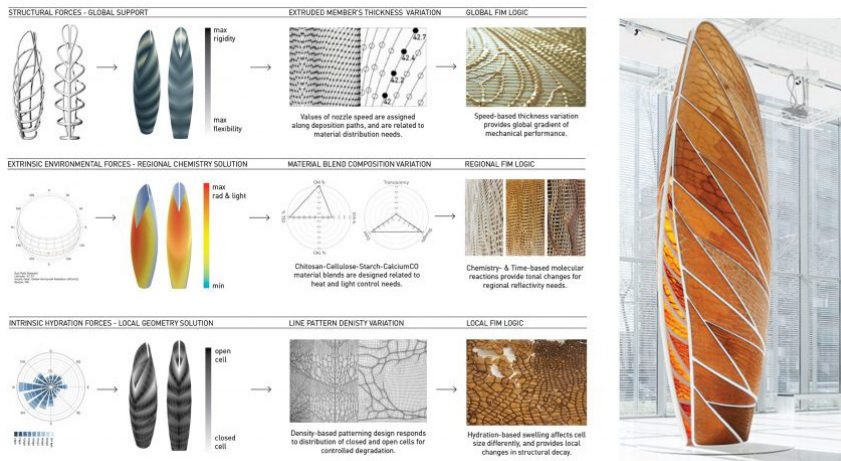 STRUCTURAL FORCES - GLOBAL SUPPORT
EXTRUDED MEMBER'S THICKNESS VARIATION
GLOBAL FIM LOGIC
max
rigidity
max
flexibility
42.7
42.4
42.2
42
Values of nozzle speed are assigned
along deposition paths, and are related to
material distribution needs.
Speed-based thickness variation
provides global gradient of
mechanical performance.
EXTRINSIC ENVIRONMENTAL FORCES - REGIONAL CHEMISTRY SOLUTION
MATERIAL BLEND COMPOSITION VARIATION
REGIONAL FIM LOGIC
max
rad & light
min
Translucency
Chitosan-Cellulose-Starch-CalciumCO
material blends are designed related to
heat and light control needs.
Chemistry- & Time-based molecular
reactions provide tonal changes for
regional reflectivity needs.
INTRINSIC HYDRATION FORCES - LOCAL GEOMETRY SOLUTION
LINE PATTERN DENISTY VARIATION
LOCAL FIM LOGIC
open
cell
closed
cell
Density-based patterning design responds
to distribution of closed and open cells for
controlled degradation.
Hydration-based swelling affects cell
size differently, and provides local
changes in structural decay.